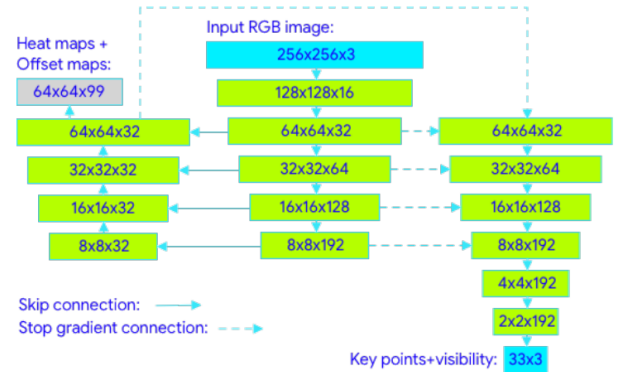 Input RGB image:
256x256x3
128x128x16
Heat maps +
Offset maps:
64x64x99
64x64x32 64x64x32 64x64x32
32x32x32 32x32x64 32x32x64
16x16x32 16x16x128 16x16x128
8x8x32 8x8x192 8x8x192
4x4x192
2x2x192
Skip connection:
Stop gradient connection:
Key points+visibility: 33x3